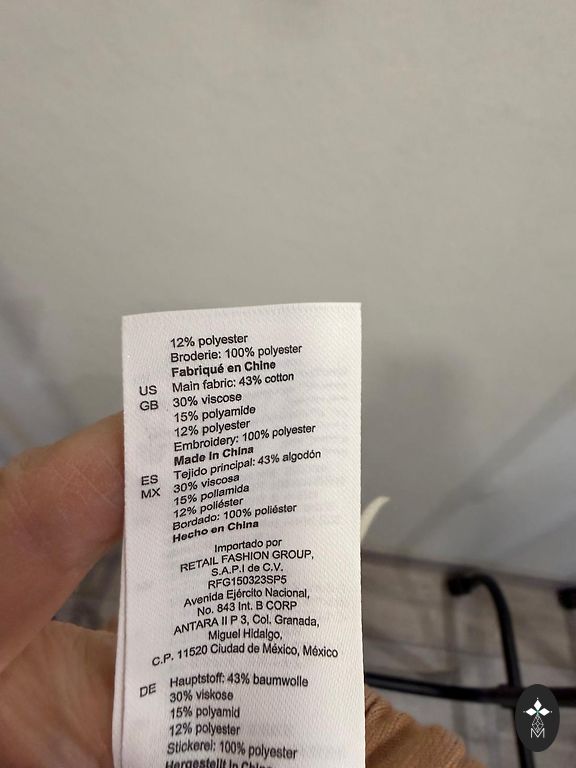 12% polyester
Broderie: 100% polyester
Fabriqué en Chine
US Main fabric: 43% cotton
GB 30% viscose
15% polyamide
12% polyester
Embroidery: 100% polyester
Made In China
ES Tejido principal: 43% algodón
MX 30% viscosa
15% poliamida
12% poliéster
Bordado: 100% poliéster
Hecho en China
Importado por
RETAIL FASHION GROUP,
S.A.P.I de C.V.
RFG150323SP5
Avenida Ejército Nacional,
No. 843 Int. B CORP
ANTARA II P 3, Col. Granada,
Miguel Hidalgo,
C.P. 11520 Ciudad de México, México
DE Hauptstoff: 43% baumwolle
30% viskose
15% polyamid
12% polyester
Stickerei: 100% polyester
Hergestellt in China
M